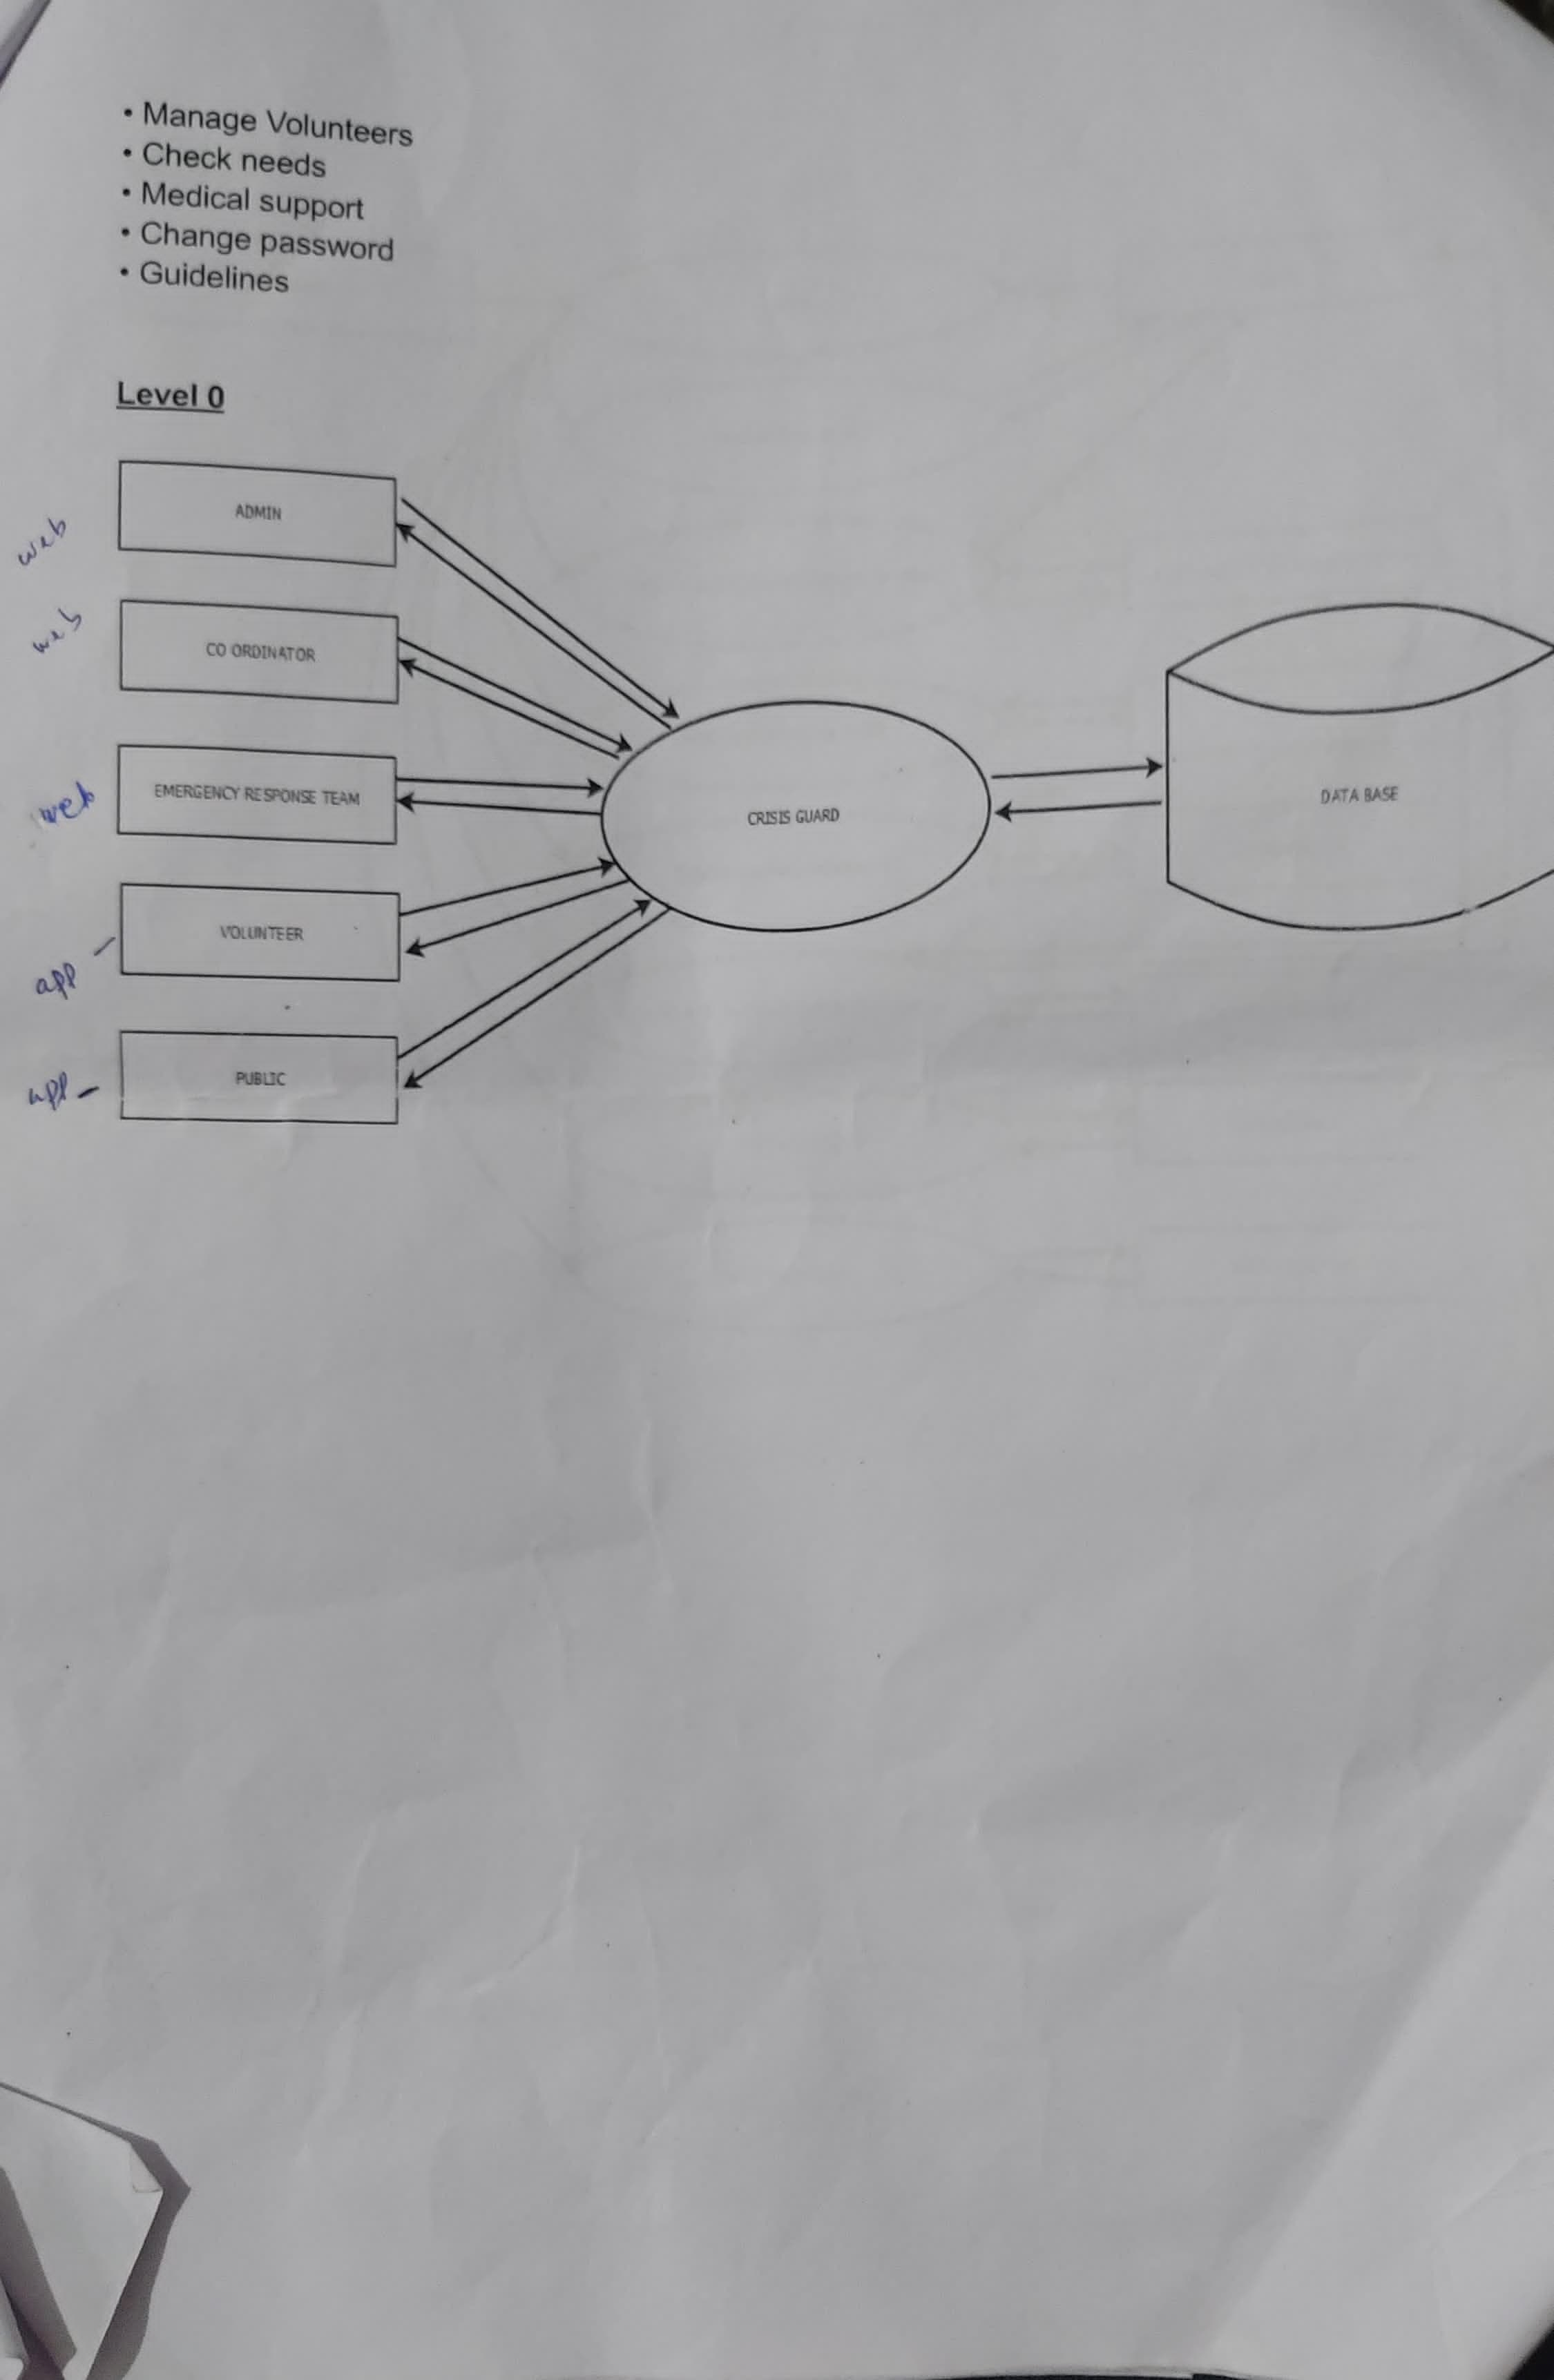 • Manage Volunteers
• Check needs
• Medical support
• Change password
• Guidelines
Level 0
ADMIN
web
CO ORDINATOR
web
EMERGENCY RESPONSE TEAM
web
CRISIS GUARD
DATA BASE
VOLUNTEER
app
PUBLIC
app